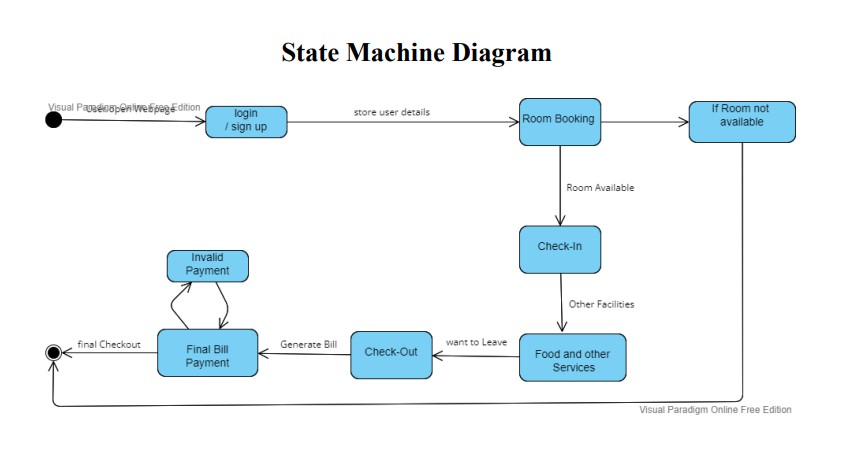 State Machine Diagram
Visual Paradigm Online Free Edition
User open Webpage
login
/ sign up
store user details
Room Booking
If Room not
available
Room Available
Check-In
Other Facilities
Invalid
Payment
final Checkout
Final Bill
Payment
Generate Bill
Check-Out
want to Leave
Food and other
Services
Visual Paradigm Online Free Edition